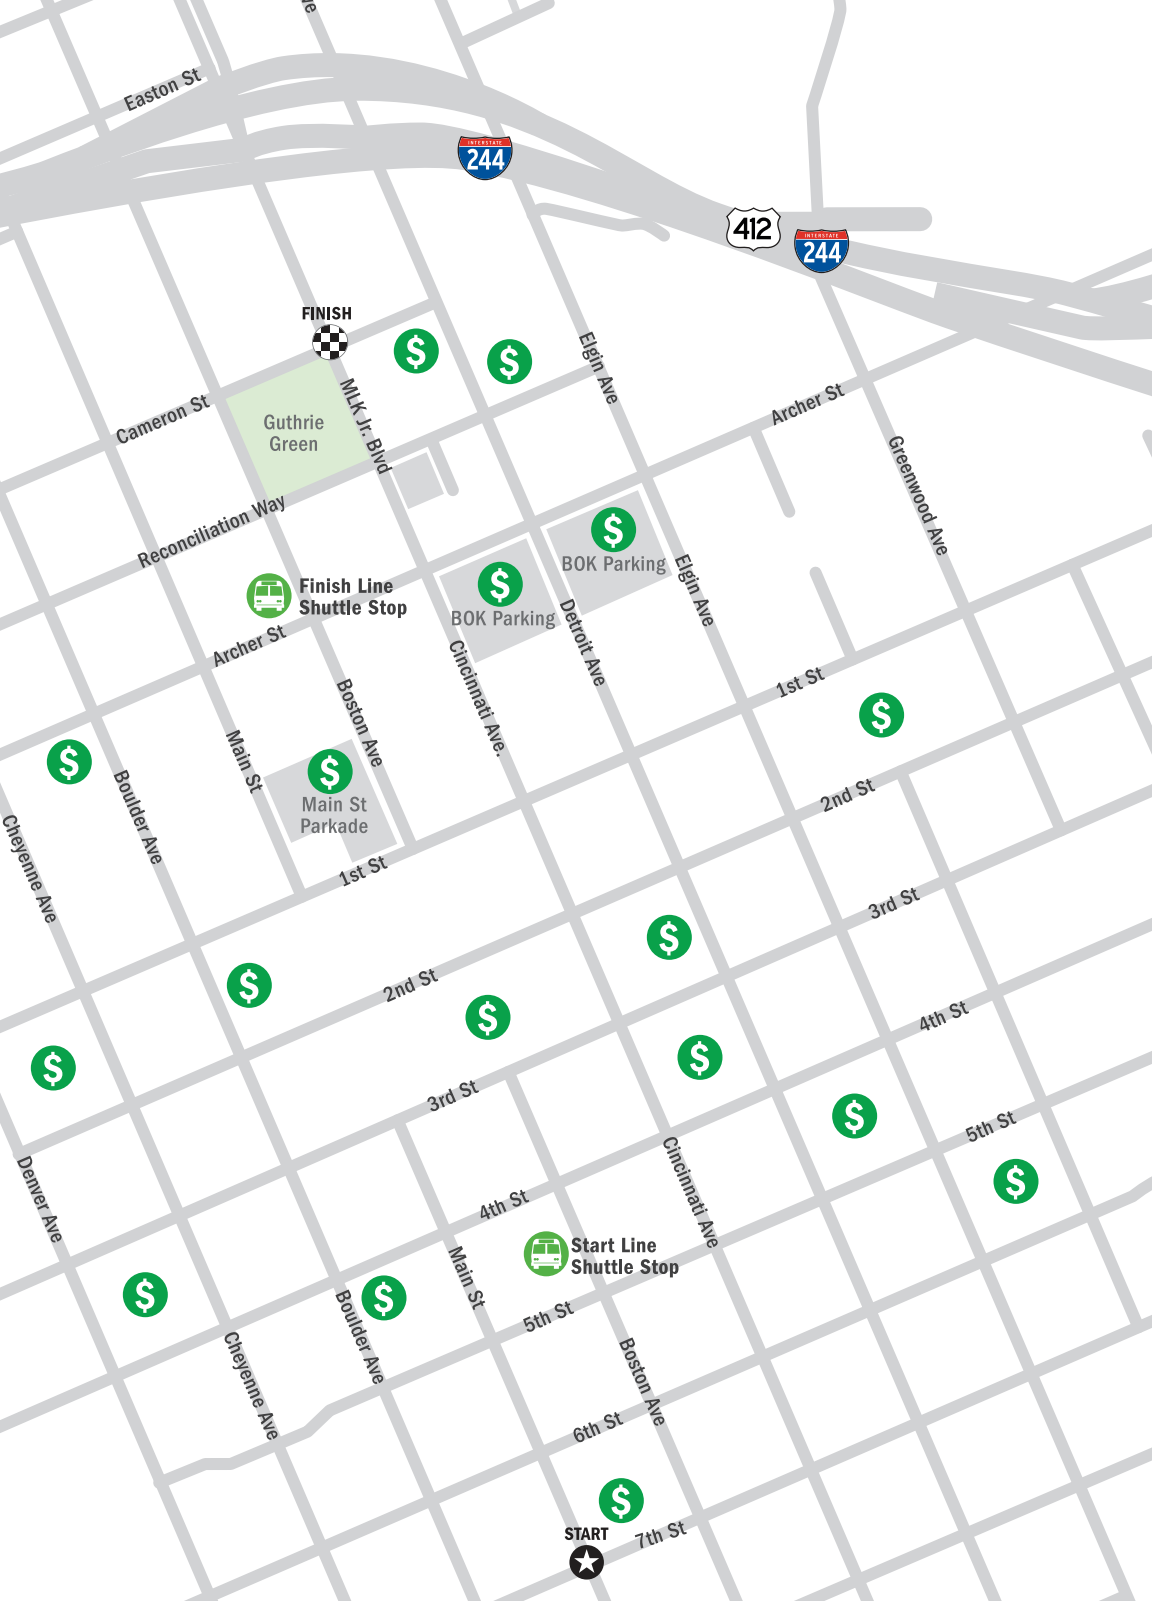 ve
Easton St
INTERSTATE
244
412
INTERSTATE
244
FINISH
$
$
Elgin Ave
MLK Jr. Blvd
Cameron St
Guthrie
Green
Archer St
Greenwood Ave
Reconciliation Way
$
BOK Parking
Elgin Ave
$
BOK Parking
Detroit Ave
Finish Line
Shuttle Stop
Archer St
Cincinnati Ave.
1st St
Boston Ave
$
Main St
$
$
Main St
Parkade
Boulder Ave
2nd St
Cheyenne Ave
1st St
3rd St
$
$
2nd St
$
4th St
$
$
3rd St
$
5th St
Denver Ave
Cincinnati Ave
$
4th St
Start Line
Shuttle Stop
Main St
$
$
Boulder Ave
5th St
Cheyenne Ave
Boston Ave
6th St
$
START
7th St